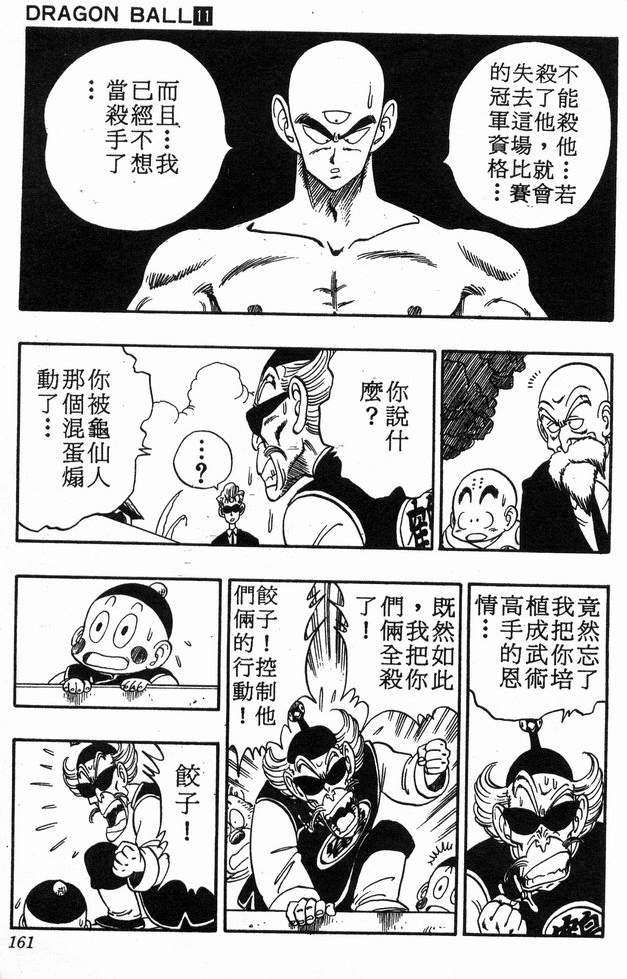 DRAGON BALL 11
不能殺他…若
殺了他，就會
失去這場比賽
的冠軍資格…
而且…我
已經不想
當殺手了
…
你說什
麼？
…？
你被龜仙人
那個混蛋煽
動了…
竟然忘了
我把你培
植成武術
高手的恩
情…
既然如此
，我把你
們倆全殺
了！
餃子！控制他
們倆的行動！
餃子！
161